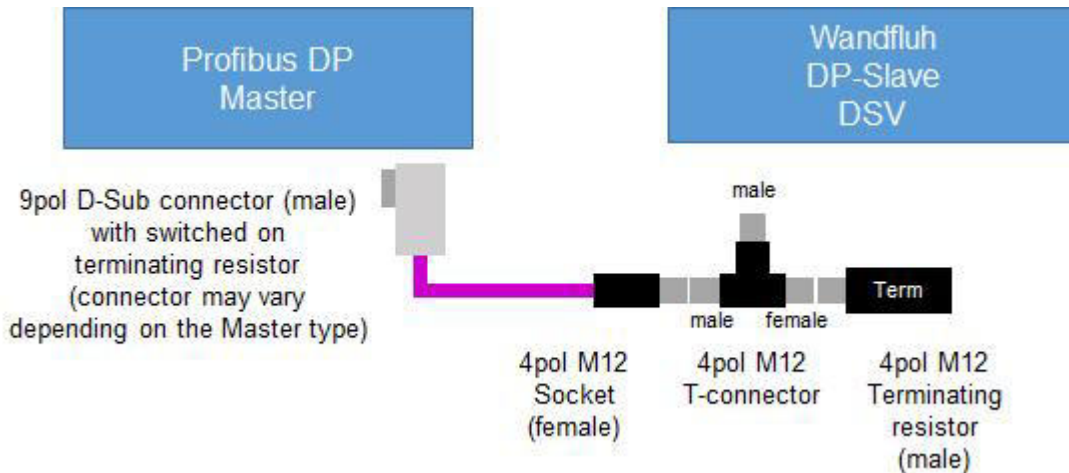 Profibus DP
Master
Wandfluh
DP-Slave
DSV
9pol D-Sub connector (male)
with switched on
terminating resistor
(connector may vary
depending on the Master type)
male
male
female
Term
4pol M12
Socket
(female)
4pol M12
T-connector
4pol M12
Terminating
resistor
(male)